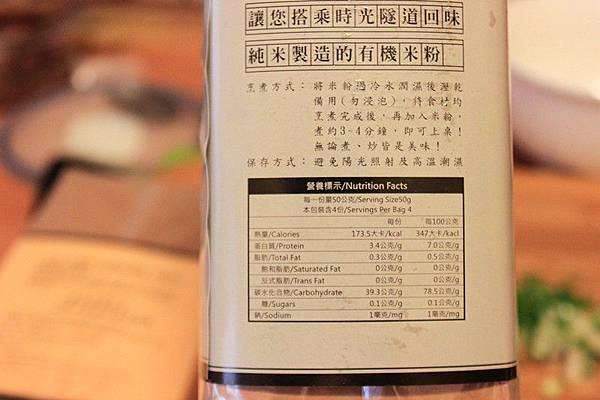 讓您搭乘時光隧道回味
純米製造的有機米粉
烹煮方式：將米粉過冷水潤濕後瀝乾
備用(勿浸泡)，待食材均
烹煮完成後，再加入米粉，
煮約3~4分鐘，即可上桌!
無論煮、炒皆是美味!
保存方式：避免陽光照射及高溫潮濕
營養標示/Nutrition Facts
每一份量50公克/Serving Size50g
本包裝含4份/Servings Per Bag 4
每份 每100公克
熱量/Calories 173.5大卡/kcal 347大卡/kacl
蛋白質/Protein 3.4公克/g 7.0公克/g
脂肪/Total Fat 0.3公克/g 0.5公克/g
飽和脂肪/Saturated Fat 0公克/g 0公克/g
反式脂肪/Trans Fat 0公克/g 0公克/g
碳水化合物/Carbohydrate 39.3公克/g 78.5公克/g
糖/Sugars 0.1公克/g 0.1公克/g
鈉/Sodium 1毫克/mg 1毫克/mg